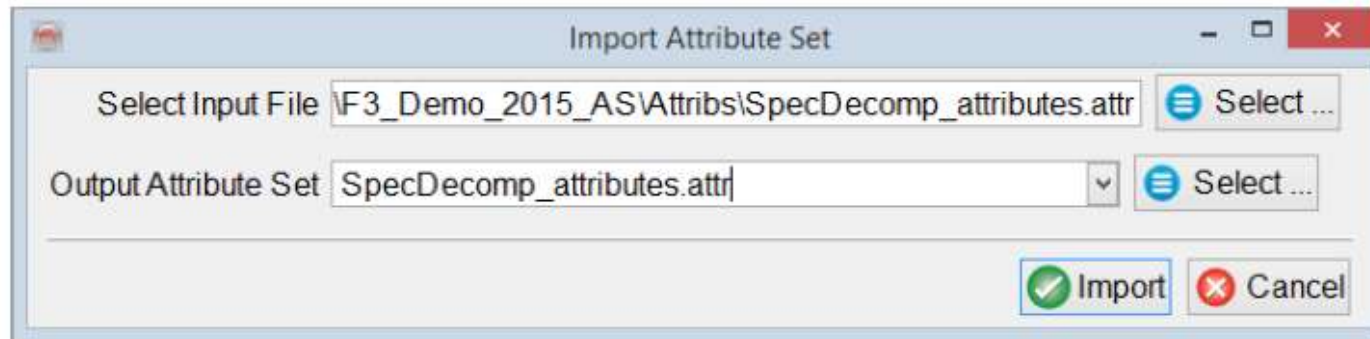 Import Attribute Set
Select Input File \F3_Demo_2015_AS\Attribs\SpecDecomp_attributes.attr Select ...
Output Attribute Set SpecDecomp_attributes.attr Select ...
Import Cancel